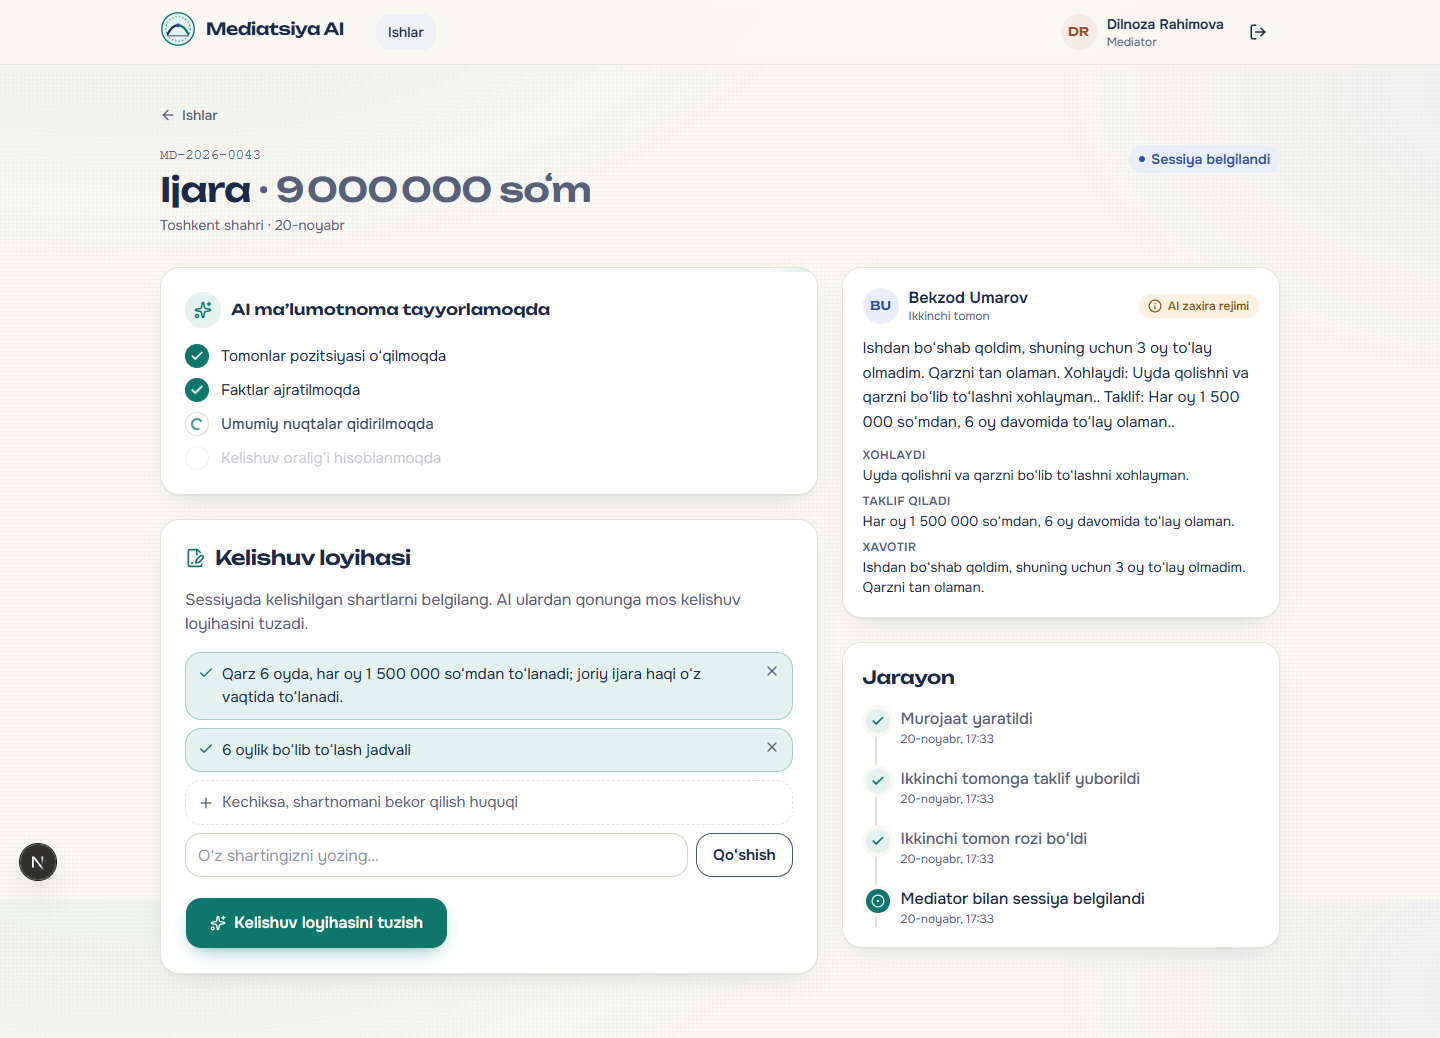 Mediatsiya AI
Ishlar
DR
Dilnoza Rahimova
Mediator
Ishlar
MD-2026-0043
Ijara · 9 000 000 so‘m
Toshkent shahri · 20-noyabr
Sessiya belgilandi
AI ma’lumotnoma tayyorlamoqda
Tomonlar pozitsiyasi o‘qilmoqda
Faktlar ajratilmoqda
Umumiy nuqtalar qidirilmoqda
Kelishuv oralig‘i hisoblanmoqda
Kelishuv loyihasi
Sessiyada kelishilgan shartlarni belgilang. AI ulardan qonunga mos kelishuv
loyihasini tuzadi.
Qarz 6 oyda, har oy 1 500 000 so‘mdan to‘lanadi; joriy ijara haqi o‘z
vaqtida to‘lanadi.
6 oylik bo‘lib to‘lash jadvali
Kechiksa, shartnomani bekor qilish huquqi
O‘z shartingizni yozing...
Qo‘shish
Kelishuv loyihasini tuzish
BU
Bekzod Umarov
Ikkinchi tomon
AI zaxira rejimi
Ishdan bo‘shab qoldim, shuning uchun 3 oy to‘lay
olmadim. Qarzni tan olaman. Xohlaydi: Uyda qolishni va
qarzni bo‘lib to‘lashni xohlayman.. Taklif: Har oy 1 500
000 so‘mdan, 6 oy davomida to‘lay olaman..
XOHLAYDI
Uyda qolishni va qarzni bo‘lib to‘lashni xohlayman.
TAKLIF QILADI
Har oy 1 500 000 so‘mdan, 6 oy davomida to‘lay olaman.
XAVOTIR
Ishdan bo‘shab qoldim, shuning uchun 3 oy to‘lay olmadim.
Qarzni tan olaman.
Jarayon
Murojaat yaratildi
20-noyabr, 17:33
Ikkinchi tomonga taklif yuborildi
20-noyabr, 17:33
Ikkinchi tomon rozi bo‘ldi
20-noyabr, 17:33
Mediator bilan sessiya belgilandi
20-noyabr, 17:33
N